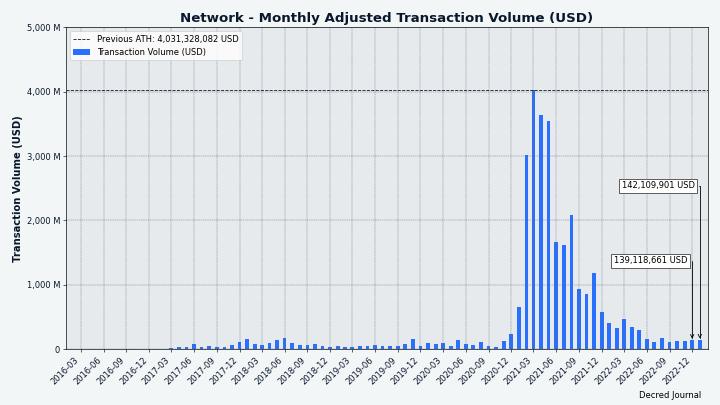 Network - Monthly Adjusted Transaction Volume (USD)
Previous ATH: 4,031,328,082 USD
Transaction Volume (USD)
Transaction Volume (USD)
5,000 M
4,000 M
3,000 M
2,000 M
1,000 M
0
142,109,901 USD
139,118,661 USD
2016-03
2016-06
2016-09
2016-12
2017-03
2017-06
2017-09
2017-12
2018-03
2018-06
2018-09
2018-12
2019-03
2019-06
2019-09
2019-12
2020-03
2020-06
2020-09
2020-12
2021-03
2021-06
2021-09
2021-12
2022-03
2022-06
2022-09
2022-12
Decred Journal